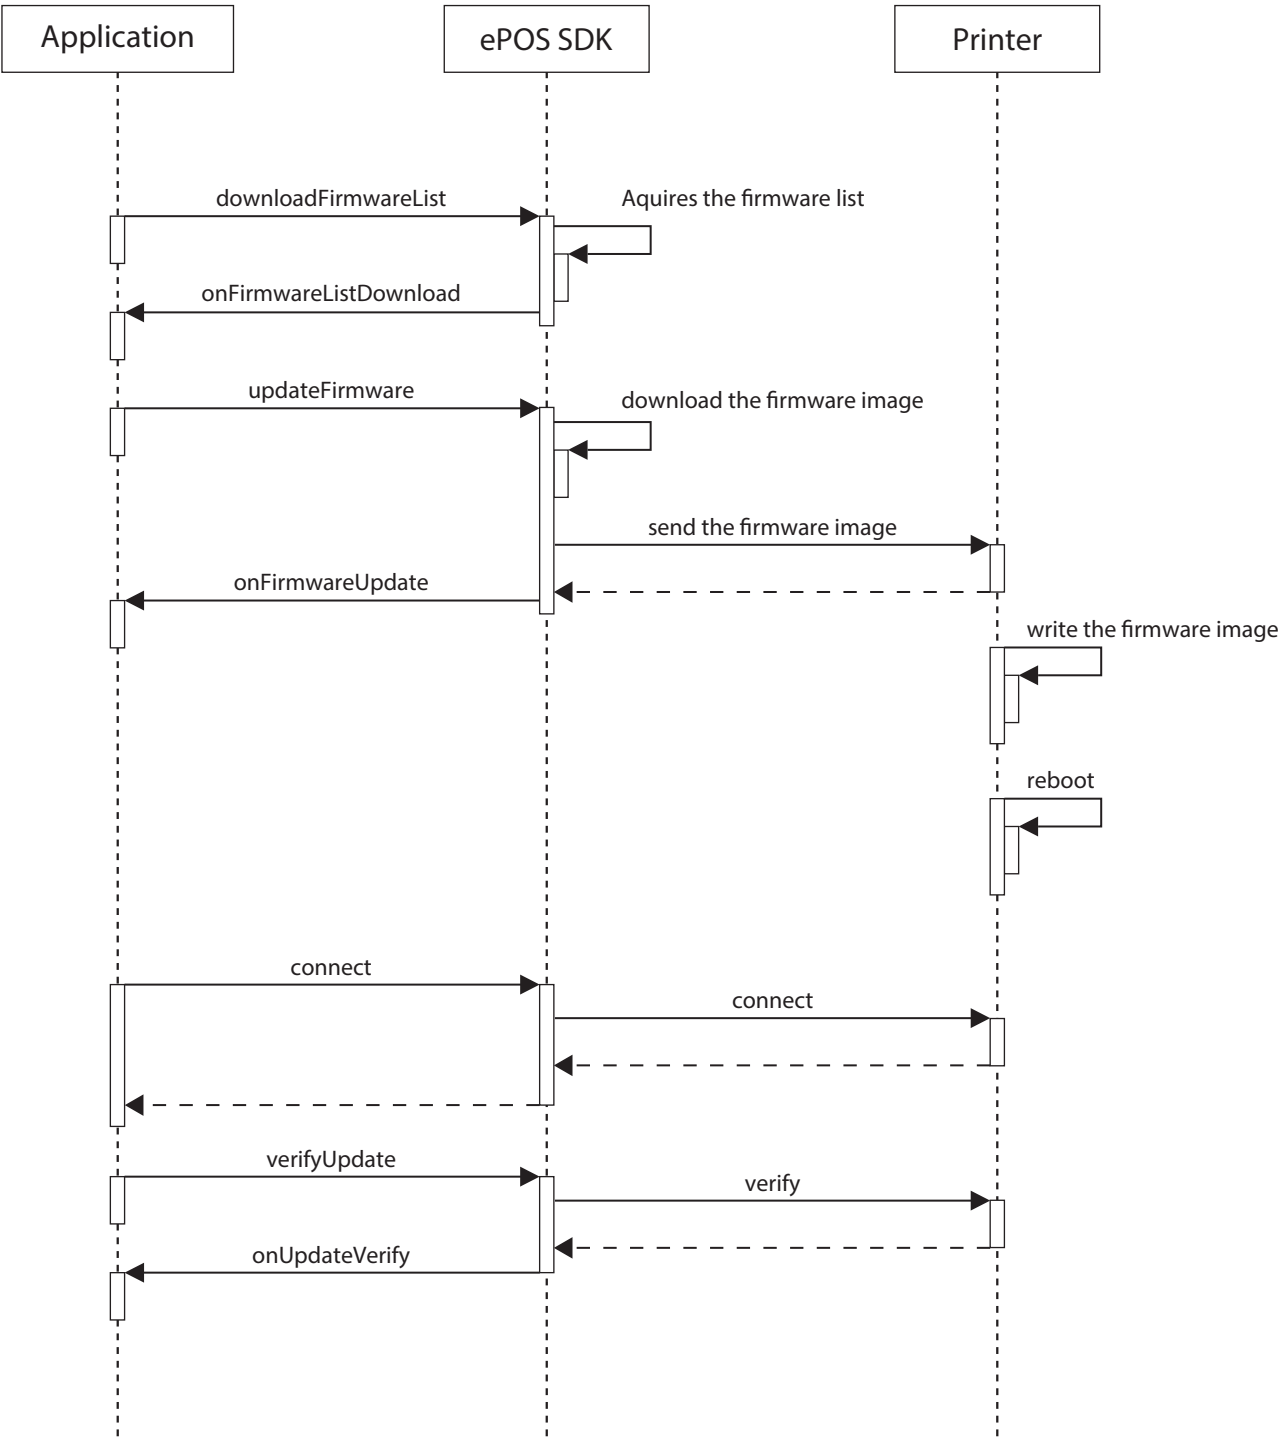 Application
ePOS SDK
Printer
downloadFirmwareList
Aquires the firmware list
onFirmwareListDownload
updateFirmware
download the firmware image
send the firmware image
onFirmwareUpdate
write the firmware image
reboot
connect
connect
verifyUpdate
verify
onUpdateVerify